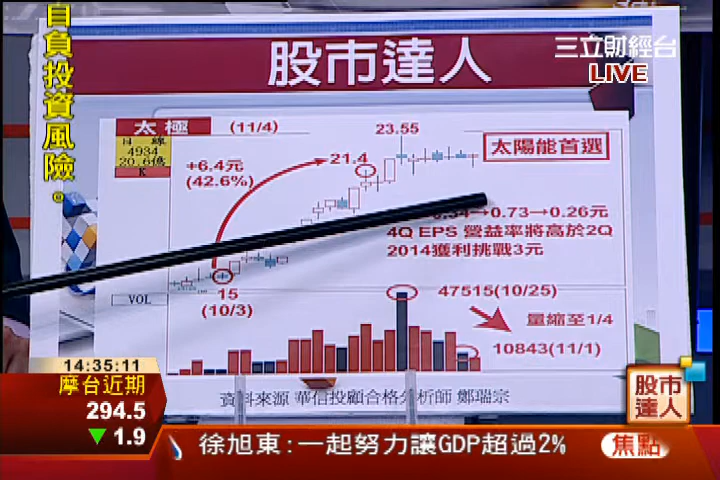 自負投資風險。
股市達人
三立財經台
LIVE
太極 (11/4)
日線
4934
20.6億
K
+6.4元
(42.6%)
21.4
23.55
太陽能首選
→0.73→0.26元
4Q EPS 營益率將高於2Q
2014獲利挑戰3元
15
(10/3)
VOL
47515(10/25)
量縮至1/4
10843(11/1)
資料來源 華信投顧合格分析師 鄭瑞宗
14:35:11
摩台近期
294.5
▼1.9
股市
達人
徐旭東:一起努力讓GDP超過2%
焦點